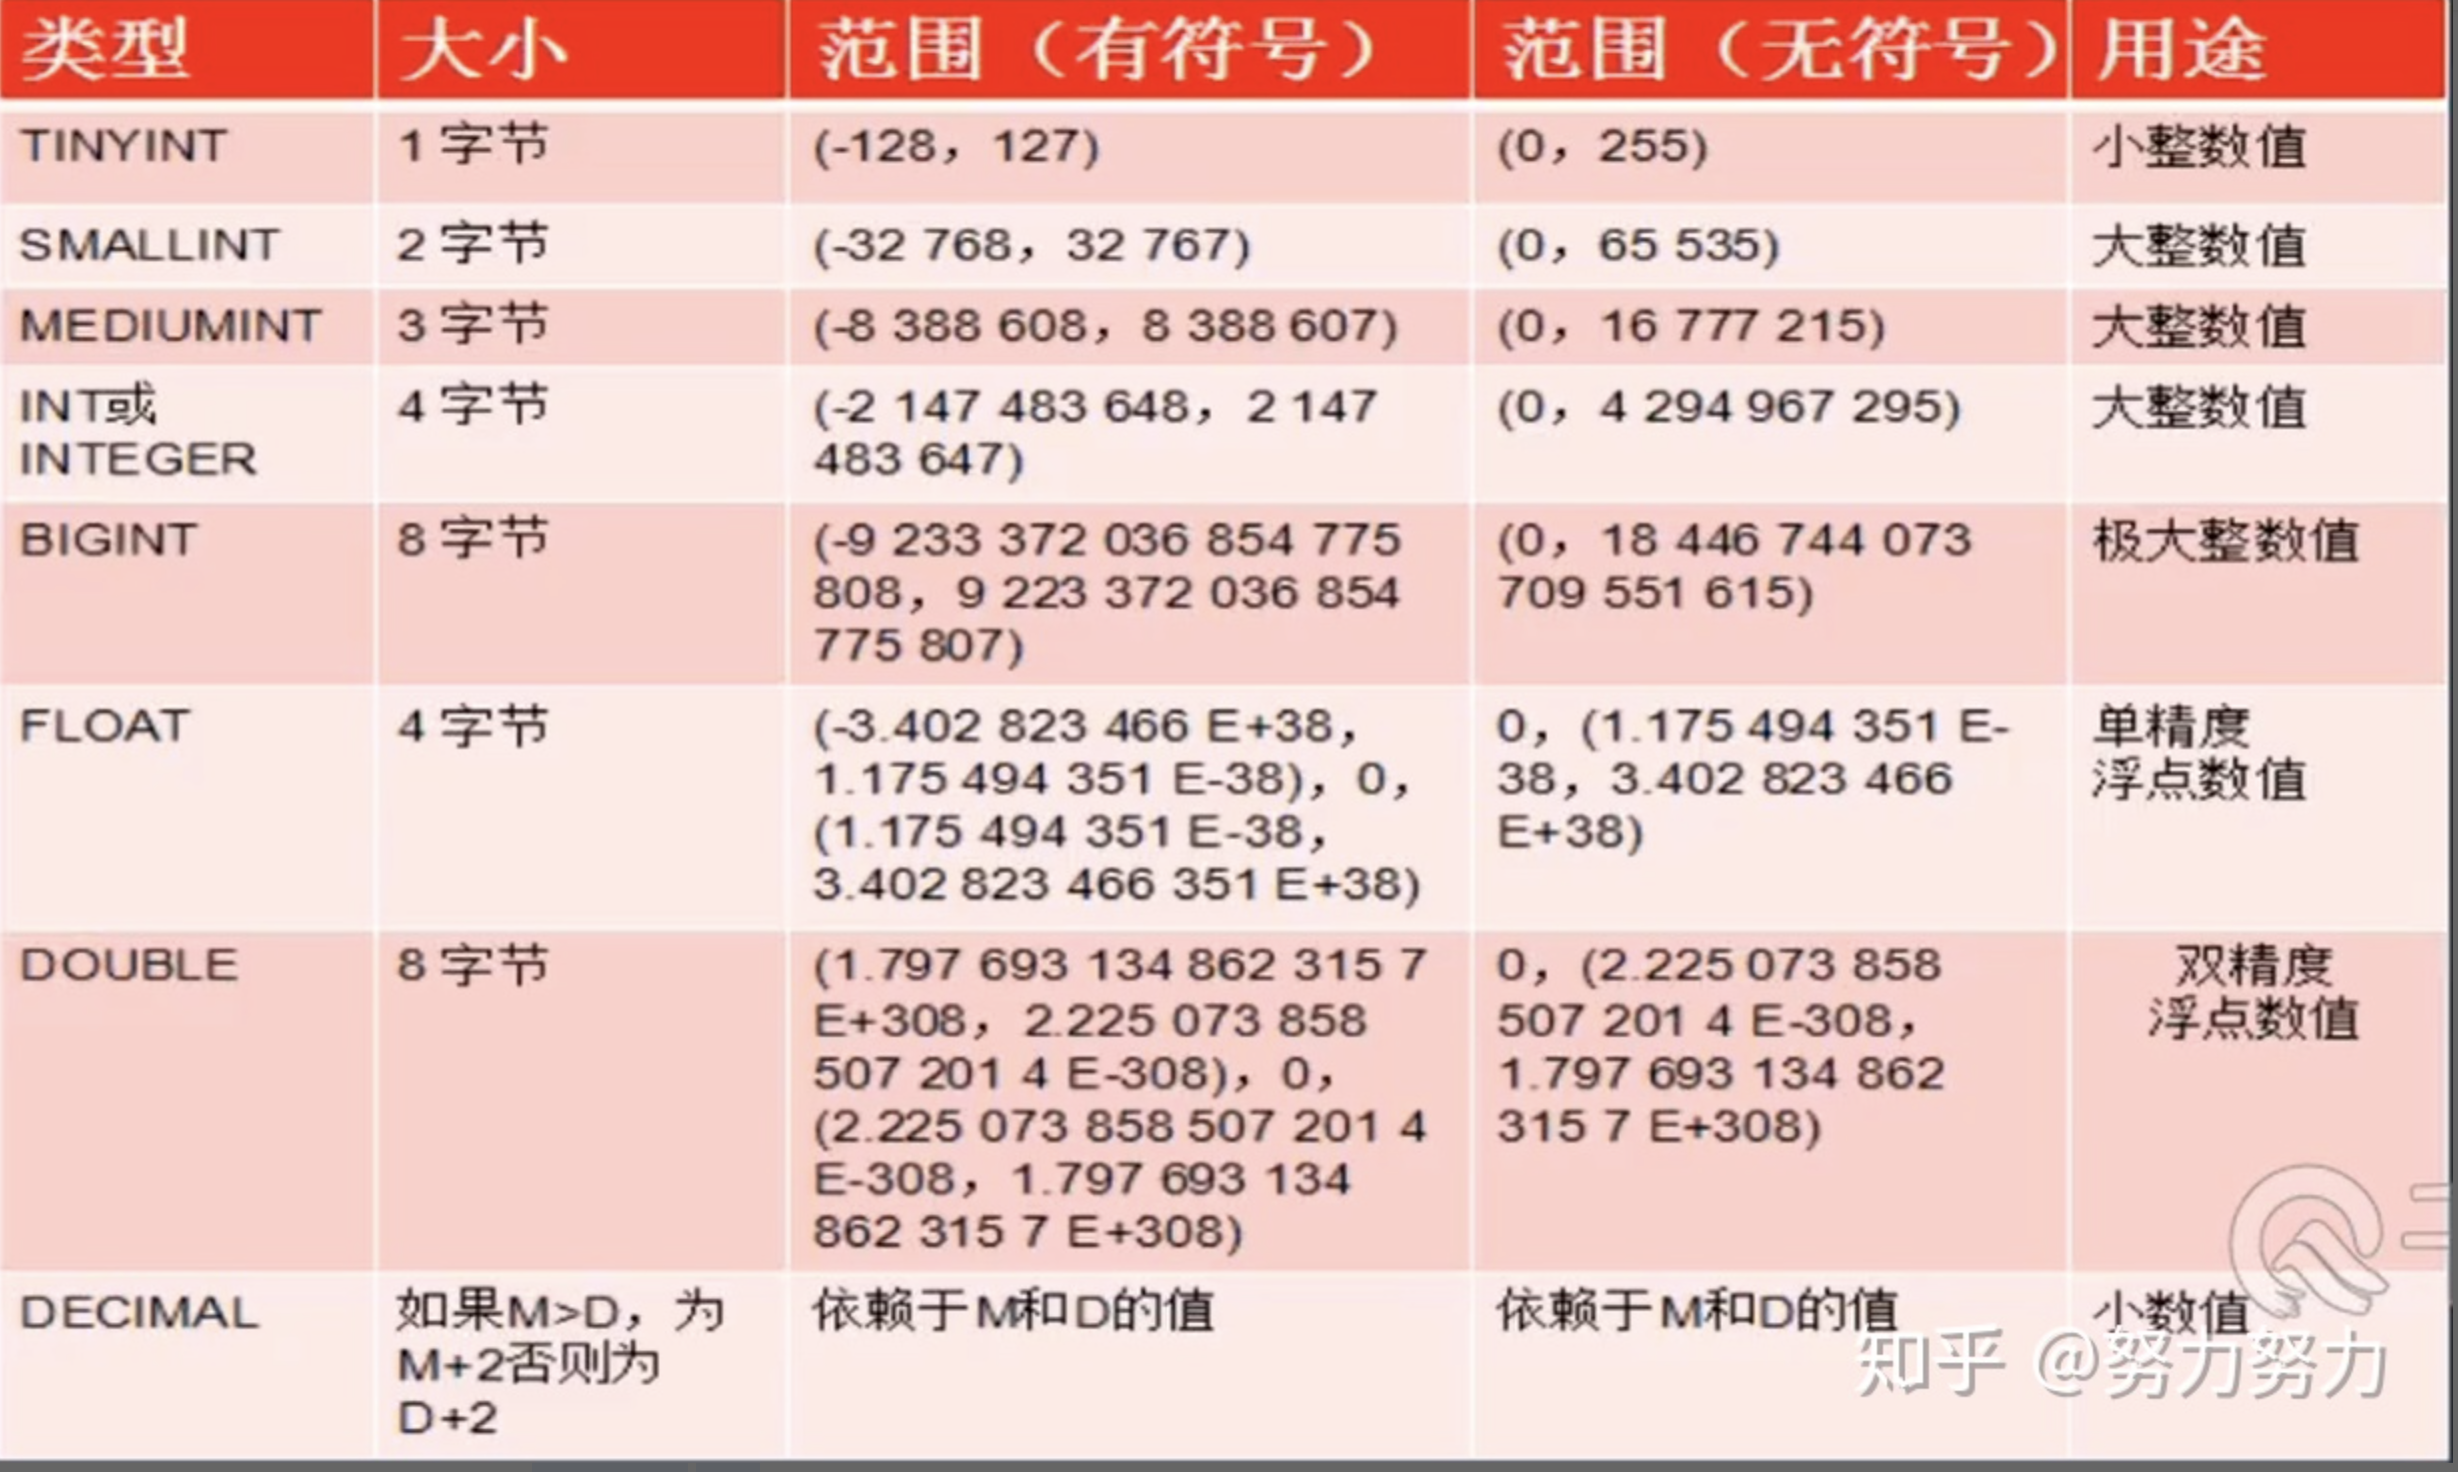 类型 大小 范围（有符号） 范围（无符号） 用途
TINYINT 1 字节 (-128，127) (0，255) 小整数值
SMALLINT 2 字节 (-32 768，32 767) (0，65 535) 大整数值
MEDIUMINT 3 字节 (-8 388 608，8 388 607) (0，16 777 215) 大整数值
INT或 4 字节 (-2 147 483 648，2 147 (0，4 294 967 295) 大整数值
INTEGER 483 647)
BIGINT 8 字节 (-9 233 372 036 854 775 (0，18 446 744 073 极大整数值
808，9 223 372 036 854 709 551 615)
775 807)
FLOAT 4 字节 (-3.402 823 466 E+38， 0，(1.175 494 351 E- 单精度
1.175 494 351 E-38)，0， 38，3.402 823 466 浮点数值
(1.175 494 351 E-38， E+38)
3.402 823 466 351 E+38)
DOUBLE 8 字节 (1.797 693 134 862 315 7 0，(2.225 073 858 双精度
E+308，2.225 073 858 507 201 4 E-308， 浮点数值
507 201 4 E-308)，0， 1.797 693 134 862
(2.225 073 858 507 201 4 315 7 E+308)
E-308，1.797 693 134
862 315 7 E+308)
DECIMAL 如果M>D，为 依赖于M和D的值 依赖于M和D的值 小数值
M+2否则为
D+2
知乎 @努力努力